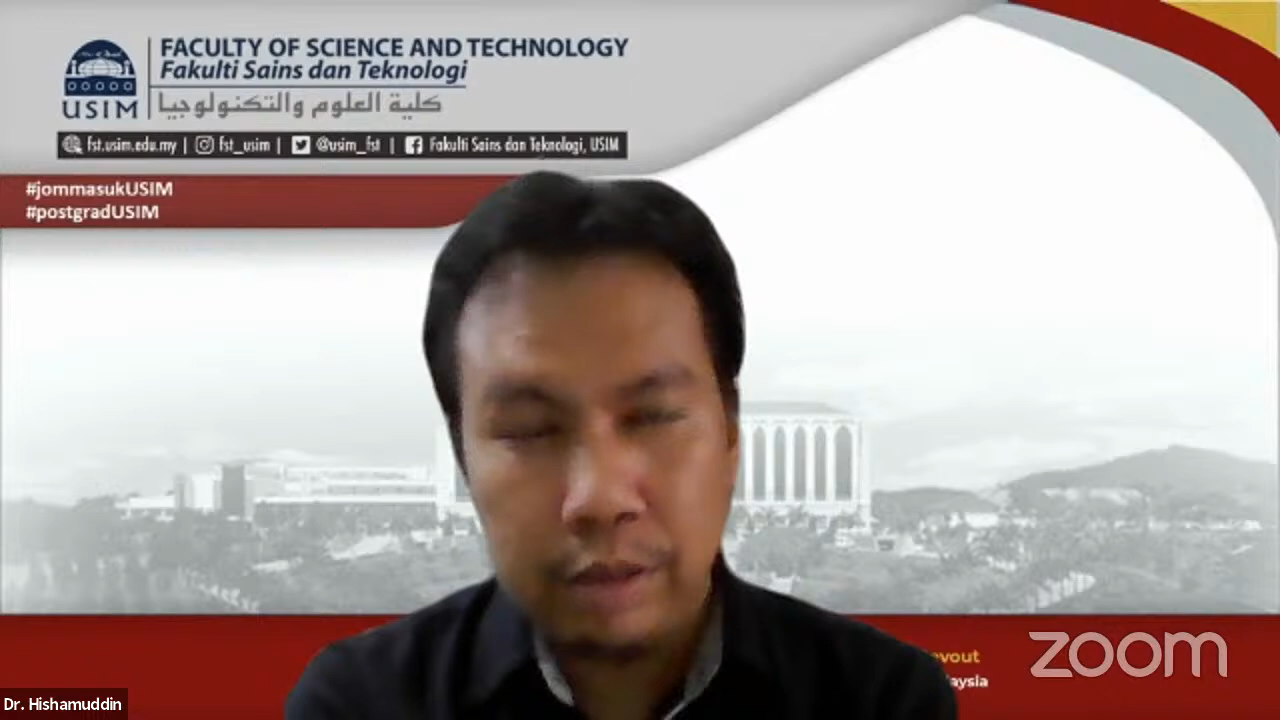 FACULTY OF SCIENCE AND TECHNOLOGY
Fakulti Sains dan Teknologi
كلية العلوم والتكنولوجيا
USIM
fst.usim.edu.my | fst_usim | @usim_fst | Fakulti Sains dan Teknologi, USIM
#jommasukUSIM
#postgradUSIM
zoom
Dr. Hishamuddin